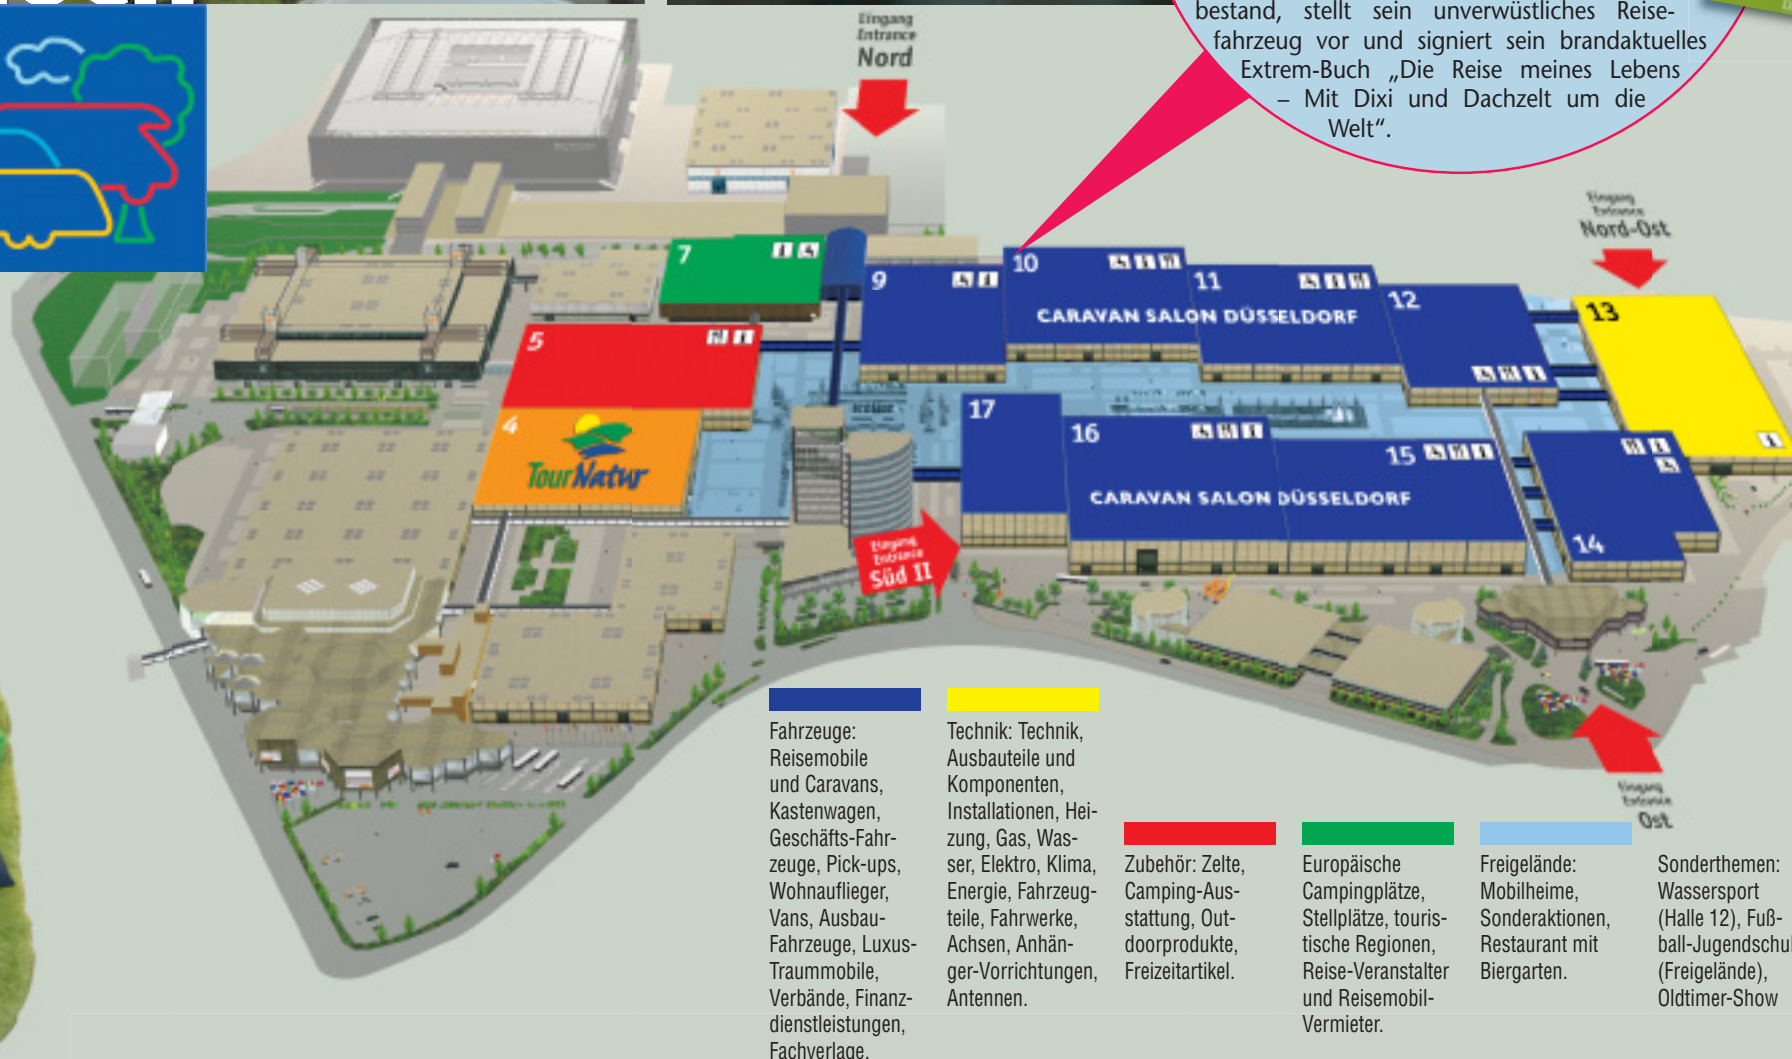 bestand, stellt sein unverwüstliches Reise-
fahrzeug vor und signiert sein brandaktuelles
Extrem-Buch „Die Reise meines Lebens
– Mit Dixi und Dachzelt um die
Welt“.
Eingang
Entrance
Nord
Eingang
Entrance
Nord-Ost
7
9
10
11
12
13
CARAVAN SALON DÜSSELDORF
5
4
TourNatur
17
16
15
CARAVAN SALON DÜSSELDORF
14
Eingang
Entrance
Süd II
Eingang
Entrance
Ost
Fahrzeuge:
Reisemobile
und Caravans,
Kastenwagen,
Geschäfts-Fahr-
zeuge, Pick-ups,
Wohnauflieger,
Vans, Ausbau-
Fahrzeuge, Luxus-
Traummobile,
Verbände, Finanz-
dienstleistungen,
Fachverlage.
Technik: Technik,
Ausbauteile und
Komponenten,
Installationen, Hei-
zung, Gas, Was-
ser, Elektro, Klima,
Energie, Fahrzeug-
teile, Fahrwerke,
Achsen, Anhän-
ger-Vorrichtungen,
Antennen.
Zubehör: Zelte,
Camping-Aus-
stattung, Out-
doorprodukte,
Freizeitartikel.
Europäische
Campingplätze,
Stellplätze, touris-
tische Regionen,
Reise-Veranstalter
und Reisemobil-
Vermieter.
Freigelände:
Mobilheime,
Sonderaktionen,
Restaurant mit
Biergarten.
Sonderthemen:
Wassersport
(Halle 12), Fuß-
ball-Jugendschul
(Freigelände),
Oldtimer-Show